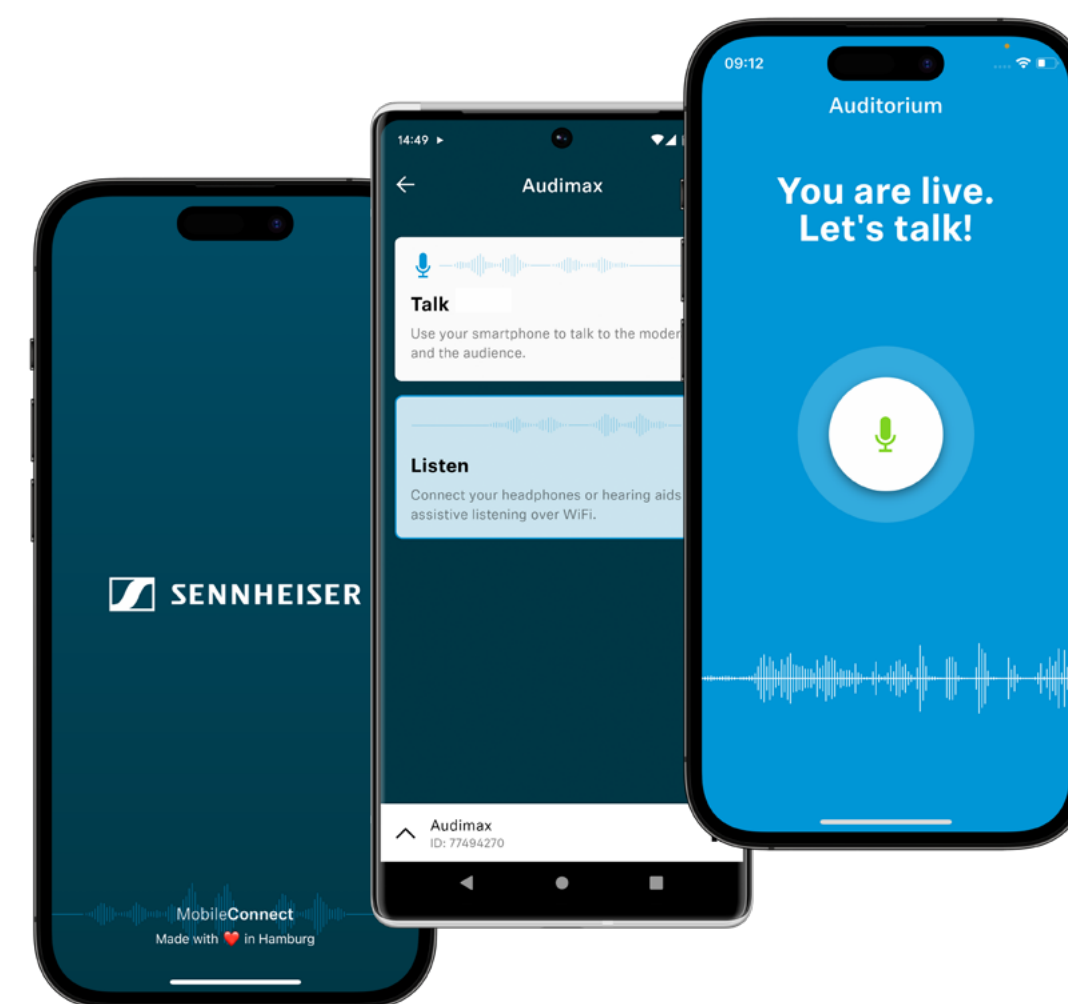 SENNHEISER
MobileConnect
Made with ❤️ in Hamburg
14:49
Audimax
Talk
Use your smartphone to talk to the
and the audience.
Listen
Connect your headphones or hearing aids
assistive listening over WiFi.
Audimax
ID: 77494270
09:12
Auditorium
You are live.
Let's talk!